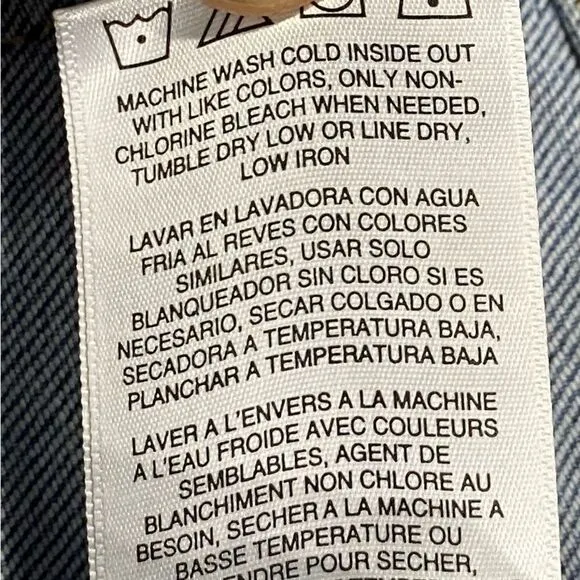 MACHINE WASH COLD INSIDE OUT
WITH LIKE COLORS, ONLY NON-
CHLORINE BLEACH WHEN NEEDED,
TUMBLE DRY LOW OR LINE DRY,
LOW IRON
LAVAR EN LAVADORA CON AGUA
FRIA AL REVES CON COLORES
SIMILARES, USAR SOLO
BLANQUEADOR SIN CLORO SI ES
NECESARIO, SECAR COLGADO O EN
SECADORA A TEMPERATURA BAJA,
PLANCHAR A TEMPERATURA BAJA
LAVER A L'ENVERS A LA MACHINE
A L'EAU FROIDE AVEC COULEURS
SEMBLABLES, AGENT DE
BLANCHIMENT NON CHLORE AU
BESOIN, SECHER A LA MACHINE A
BASSE TEMPERATURE OU
POUR SECHER,